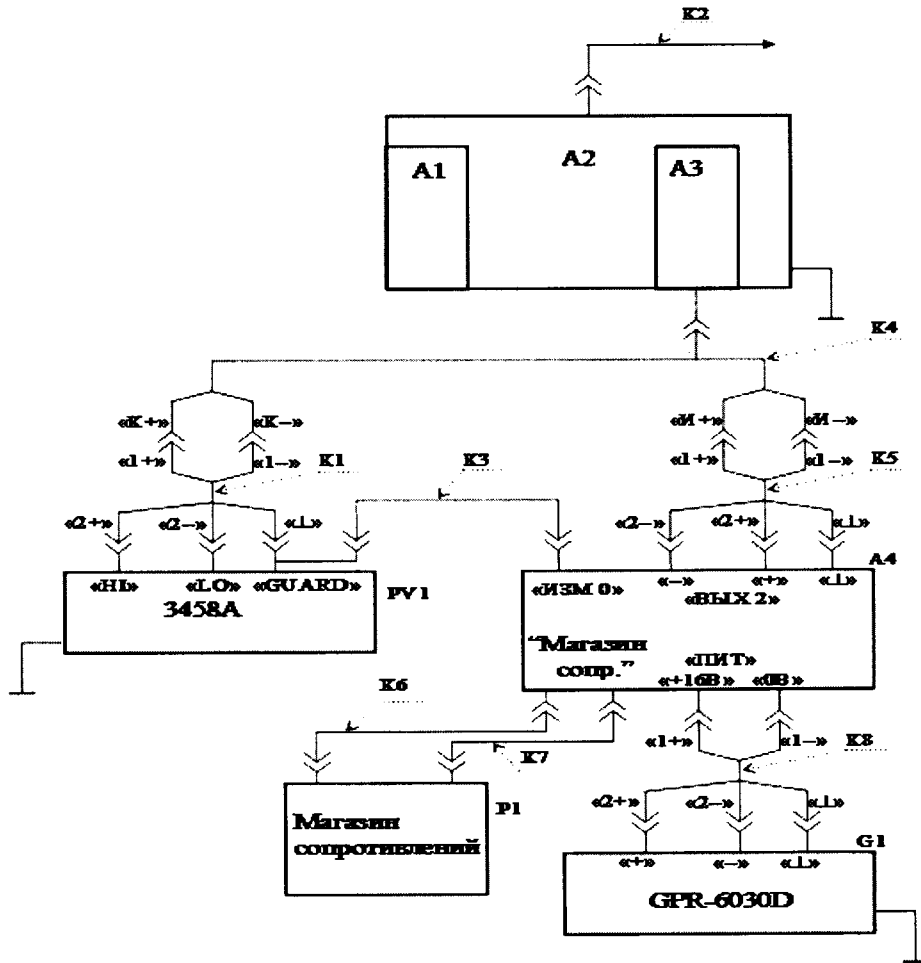 К2
А1
А2
А3
К4
«К+»
«К–»
«И+»
«И–»
«1+»
«1–»
К1
К3
«1+»
«1–»
К5
«2+»
«2–»
«⊥»
«2–»
«2+»
«⊥»
А4
«HI»
«LO»
«GUARD»
3458А
PV1
«ИЗМ 0»
«–»
«+»
«⊥»
«ВЫХ 2»
“Магазин
сопр.”
«ПИТ»
«+16В»
«0В»
К6
К7
«1+»
«1–»
К8
Магазин
сопротивлений
Р1
«2+»
«2–»
«⊥»
G1
«+»
«–»
«⊥»
GPR-6030D